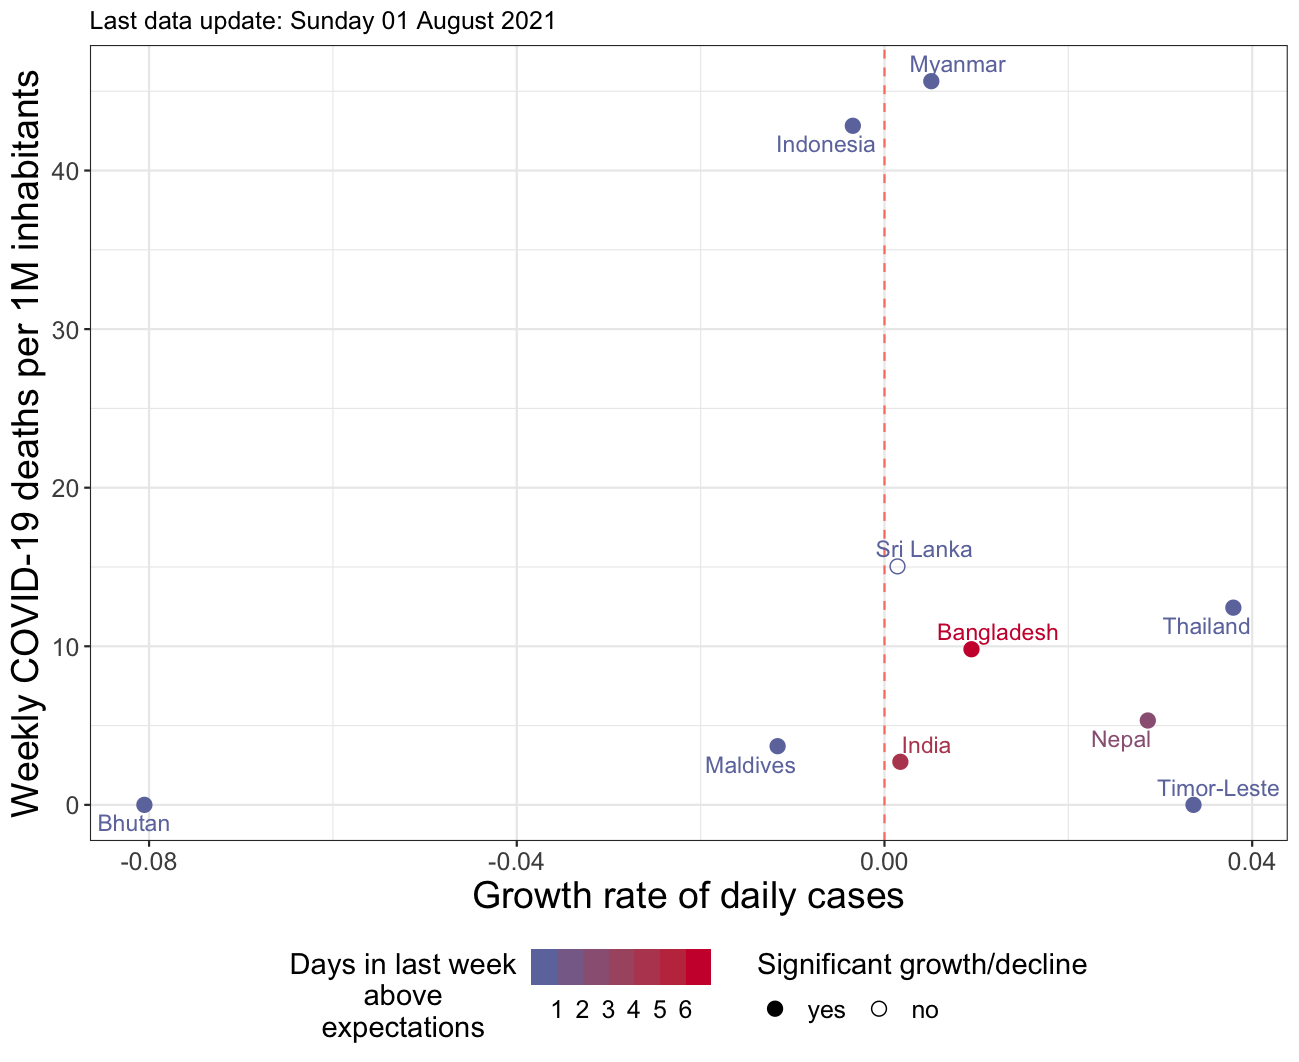 Last data update: Sunday 01 August 2021
Weekly COVID-19 deaths per 1M inhabitants
40
30
20
10
0
Myanmar
Indonesia
Sri Lanka
Thailand
Bangladesh
Nepal
India
Maldives
Timor-Leste
Bhutan
-0.08 -0.04 0.00 0.04
Growth rate of daily cases
Days in last week
above
expectations
1 2 3 4 5 6
Significant growth/decline
yes no